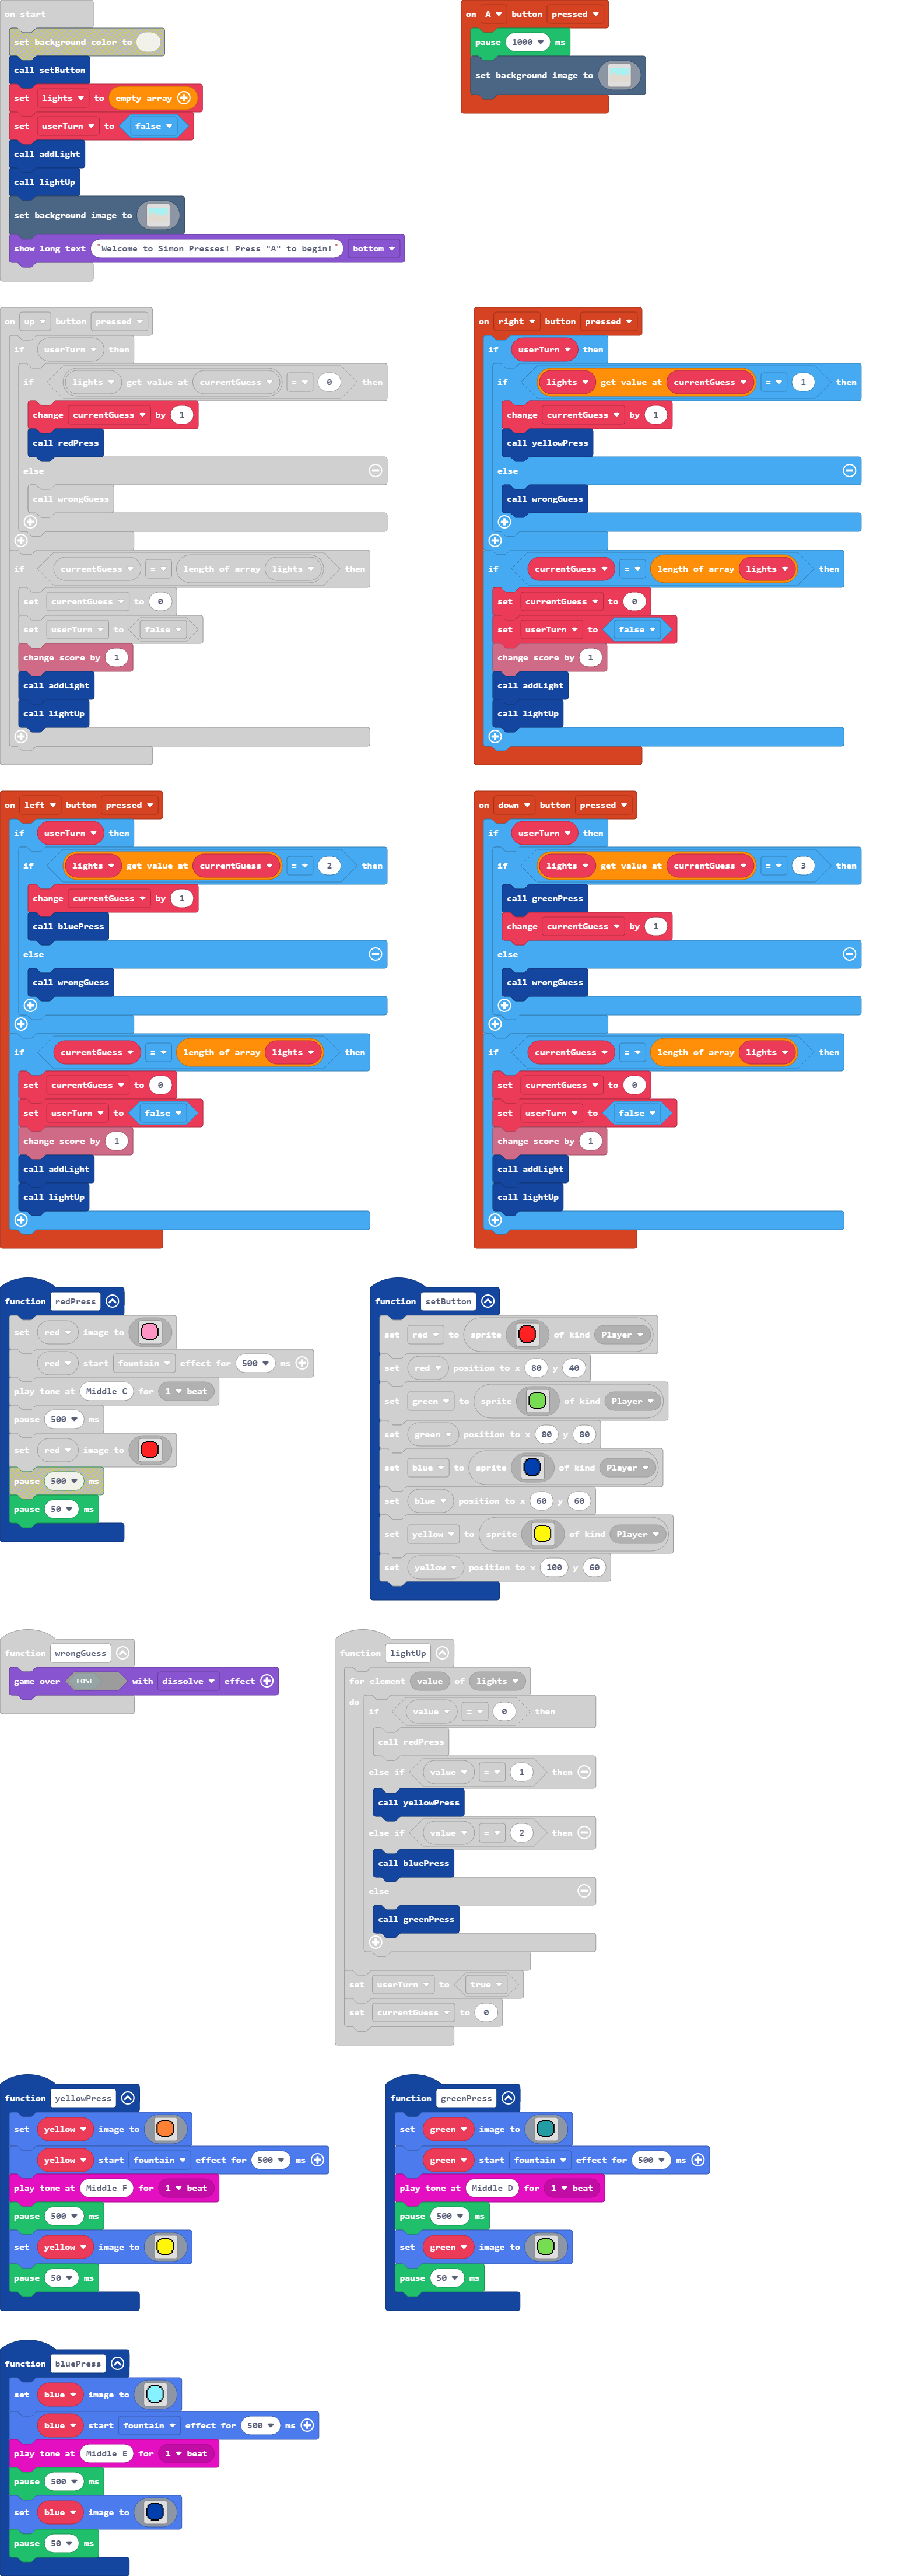 on start
set background color to
call setButton
set lights to empty array
set userTurn to false
call addLight
call lightUp
set background image to
show long text "Welcome to Simon Presses! Press "A" to begin!" bottom
on A button pressed
pause 1000 ms
set background image to
on up button pressed
if userTurn then
if lights get value at currentGuess = 0 then
change currentGuess by 1
call redPress
else
call wrongGuess
if currentGuess = length of array lights then
set currentGuess to 0
set userTurn to false
change score by 1
call addLight
call lightUp
on right button pressed
if userTurn then
if lights get value at currentGuess = 1 then
change currentGuess by 1
call yellowPress
else
call wrongGuess
if currentGuess = length of array lights then
set currentGuess to 0
set userTurn to false
change score by 1
call addLight
call lightUp
on left button pressed
if userTurn then
if lights get value at currentGuess = 2 then
change currentGuess by 1
call bluePress
else
call wrongGuess
if currentGuess = length of array lights then
set currentGuess to 0
set userTurn to false
change score by 1
call addLight
call lightUp
on down button pressed
if userTurn then
if lights get value at currentGuess = 3 then
call greenPress
change currentGuess by 1
else
call wrongGuess
if currentGuess = length of array lights then
set currentGuess to 0
set userTurn to false
change score by 1
call addLight
call lightUp
function redPress
set red image to
red start fountain effect for 500 ms
play tone at Middle C for 1 beat
pause 500 ms
set red image to
pause 500 ms
pause 50 ms
function setButton
set red to sprite of kind Player
set red position to x 80 y 40
set green to sprite of kind Player
set green position to x 80 y 80
set blue to sprite of kind Player
set blue position to x 60 y 60
set yellow to sprite of kind Player
set yellow position to x 100 y 60
function wrongGuess
game over LOSE with dissolve effect
function lightUp
for element value of lights
do
if value = 0 then
call redPress
else if value = 1 then
call yellowPress
else if value = 2 then
call bluePress
else
call greenPress
set userTurn to true
set currentGuess to 0
function yellowPress
set yellow image to
yellow start fountain effect for 500 ms
play tone at Middle F for 1 beat
pause 500 ms
set yellow image to
pause 50 ms
function greenPress
set green image to
green start fountain effect for 500 ms
play tone at Middle D for 1 beat
pause 500 ms
set green image to
pause 50 ms
function bluePress
set blue image to
blue start fountain effect for 500 ms
play tone at Middle E for 1 beat
pause 500 ms
set blue image to
pause 50 ms